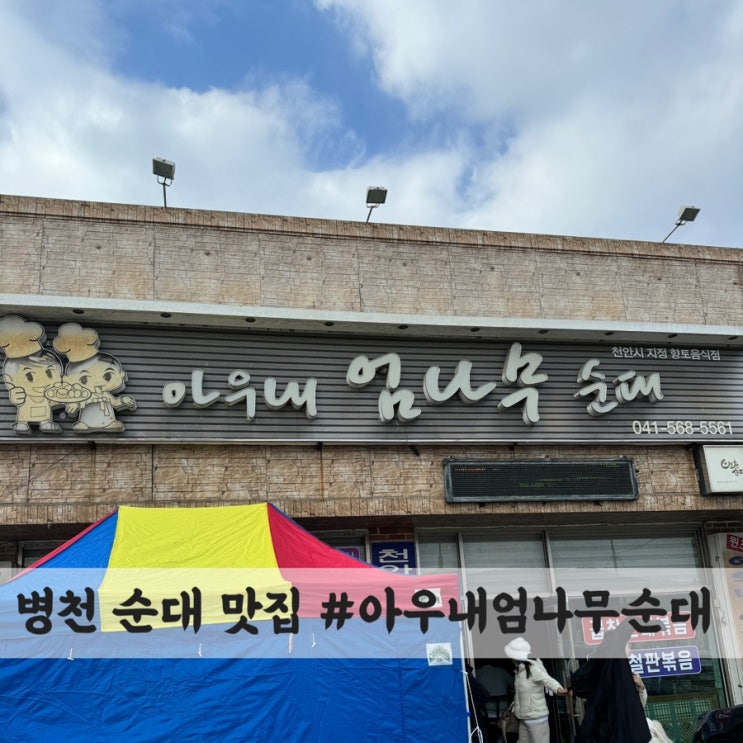 천안시 지정 향토음식점
아우내 엄나무 순대
041-568-5561
천안
병천 순대 맛집 #아우내엄나무순대
철판볶음